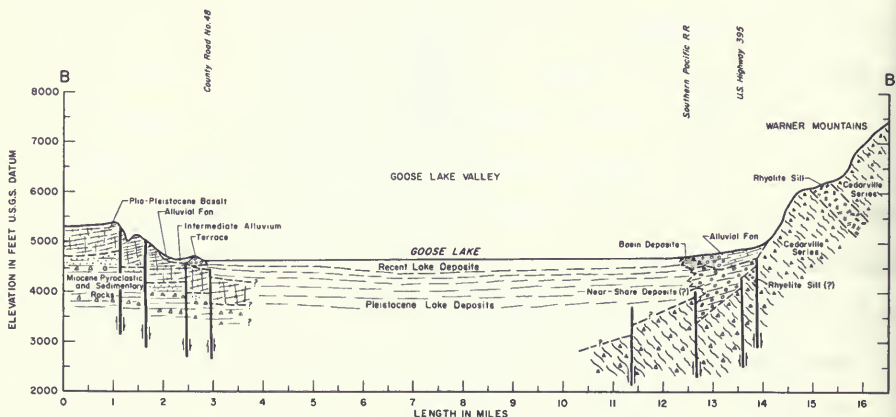 County Road No. 48
Southern Pacific R.R
U.S. Highway 395
B
B
8000
7000
6000
5000
4000
3000
2000
ELEVATION IN FEET U.S.G.S. DATUM
WARNER MOUNTAINS
GOOSE LAKE VALLEY
Rhyolite Sill
Cedarville
Series
Plio-Pleistocene Basalt
Alluvial Fan
Intermediate Alluvium
Terrace
GOOSE LAKE
Basin Deposits
Alluvial Fan
Cedarville
Series
Recent Lake Deposits
Miocene Pyroclastic
and Sedimentary
Rocks
?
?
Near-Shore Deposits(?)
Rhyolite Sill (?)
Pleistocene Lake Deposits
?
?
?
0 1 2 3 4 5 6 7 8 9 10 11 12 13 14 15 16
LENGTH IN MILES